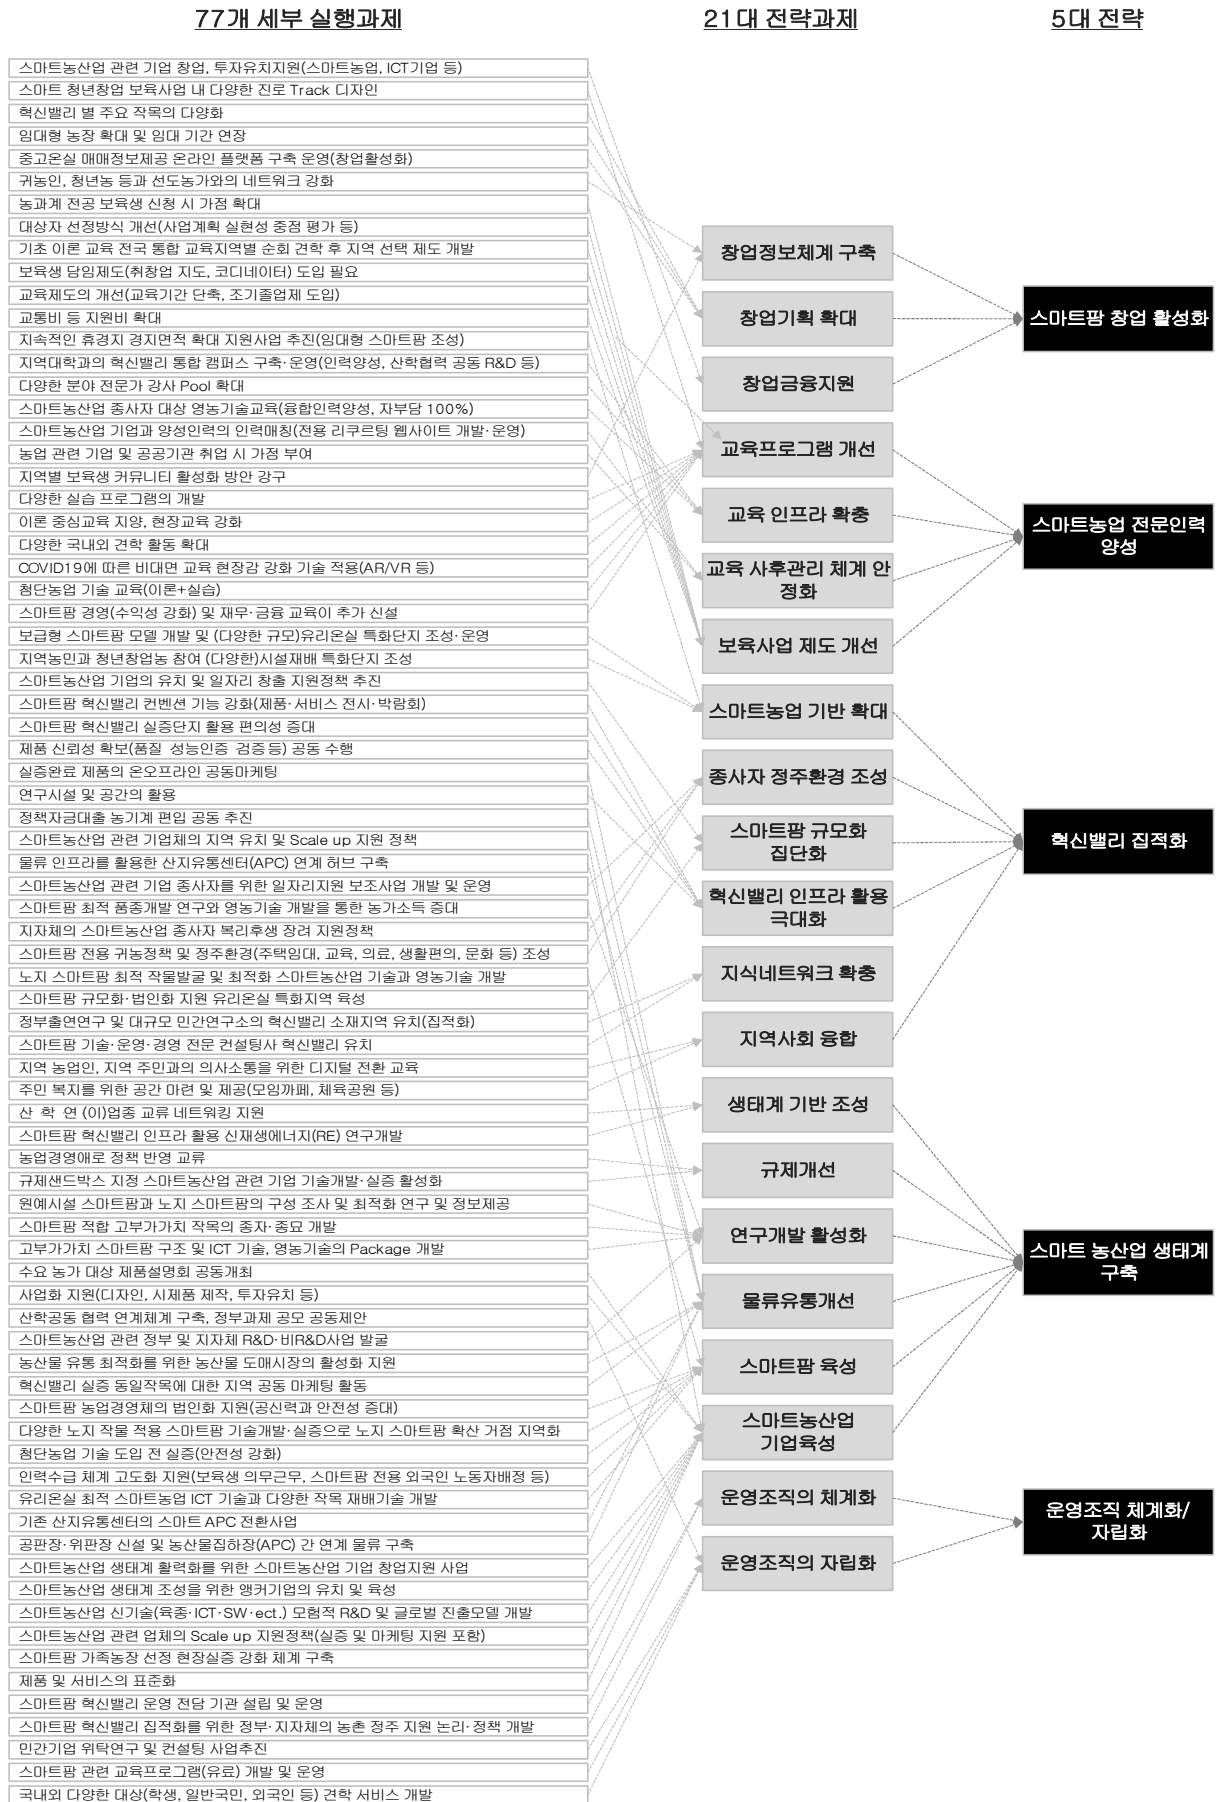 77개 세부 실행과제
스마트농산업 관련 기업 창업, 투자유치지원(스마트농업, ICT기업 등)
스마트 청년창업 보육사업 내 다양한 진로 Track 디자인
혁신밸리 별 주요 작목의 다양화
임대형 농장 확대 및 임대 기간 연장
중고온실 매매정보제공 온라인 플랫폼 구축 운영(창업활성화)
귀농인, 청년농 등과 선도농가와의 네트워크 강화
농과계 전공 보육생 신청 시 가점 확대
대상자 선정방식 개선(사업계획 실현성 중점 평가 등)
기초 이론 교육 전국 통합 교육지역별 순회 견학 후 지역 선택 제도 개발
보육생 담임제도(취창업 지도, 코디네이터) 도입 필요
교육제도의 개선(교육기간 단축, 조기졸업제 도입)
교통비 등 지원비 확대
지속적인 휴경지 경지면적 확대 지원사업 추진(임대형 스마트팜 조성)
지역대학과의 혁신밸리 통합 캠퍼스 구축·운영(인력양성, 산학협력 공동 R&D 등)
다양한 분야 전문가 강사 Pool 확대
스마트농산업 종사자 대상 영농기술교육(융합인력양성, 자부담 100%)
스마트농산업 기업과 양성인력의 인력매칭(전용 리쿠르팅 웹사이트 개발·운영)
농업 관련 기업 및 공공기관 취업 시 가점 부여
지역별 보육생 커뮤니티 활성화 방안 강구
다양한 실습 프로그램의 개발
이론 중심교육 지양, 현장교육 강화
다양한 국내외 견학 활동 확대
COVID19에 따른 비대면 교육 현장감 강화 기술 적용(AR/VR 등)
첨단농업 기술 교육(이론+실습)
스마트팜 경영(수익성 강화) 및 재무·금융 교육이 추가 신설
보급형 스마트팜 모델 개발 및 (다양한 규모)유리온실 특화단지 조성·운영
지역농민과 청년창업농 참여 (다양한)시설재배 특화단지 조성
스마트농산업 기업의 유치 및 일자리 창출 지원정책 추진
스마트팜 혁신밸리 컨벤션 기능 강화(제품·서비스 전시·박람회)
스마트팜 혁신밸리 실증단지 활용 편의성 증대
제품 신뢰성 확보(품질 성능인증 검증등) 공동 수행
실증완료 제품의 온오프라인 공동마케팅
연구시설 및 공간의 활용
정책자금대출 농기계 편입 공동 추진
스마트농산업 관련 기업체의 지역 유치 및 Scale up 지원 정책
물류 인프라를 활용한 산지유통센터(APC) 연계 허브 구축
스마트농산업 관련 기업 종사자를 위한 일자리지원 보조사업 개발 및 운영
스마트팜 최적 품종개발 연구와 영농기술 개발을 통한 농가소득 증대
지자체의 스마트농산업 종사자 복리후생 장려 지원정책
스마트팜 전용 귀농정책 및 정주환경(주택임대, 교육, 의료, 생활편의, 문화 등) 조성
노지 스마트팜 최적 작물발굴 및 최적화 스마트농산업 기술과 영농기술 개발
스마트팜 규모화·법인화 지원 유리온실 특화지역 육성
정부출연연구 및 대규모 민간연구소의 혁신밸리 소재지역 유치(집적화)
스마트팜 기술·운영·경영 전문 컨설팅사 혁신밸리 유치
지역 농업인, 지역 주민과의 의사소통을 위한 디지털 전환 교육
주민 복지를 위한 공간 마련 및 제공(모임까페, 체육공원 등)
산 학 연 (이)업종 교류 네트워킹 지원
스마트팜 혁신밸리 인프라 활용 신재생에너지(RE) 연구개발
농업경영애로 정책 반영 교류
규제샌드박스 지정 스마트농산업 관련 기업 기술개발·실증 활성화
원예시설 스마트팜과 노지 스마트팜의 구성 조사 및 최적화 연구 및 정보제공
스마트팜 적합 고부가가치 작목의 종자·종묘 개발
고부가가치 스마트팜 구조 및 ICT 기술, 영농기술의 Package 개발
수요 농가 대상 제품설명회 공동개최
사업화 지원(디자인, 시제품 제작, 투자유치 등)
산학공동 협력 연계체계 구축, 정부과제 공모 공동제안
스마트농산업 관련 정부 및 지자체 R&D·비R&D사업 발굴
농산물 유통 최적화를 위한 농산물 도매시장의 활성화 지원
혁신밸리 실증 동일작목에 대한 지역 공동 마케팅 활동
스마트팜 농업경영체의 법인화 지원(공신력과 안전성 증대)
다양한 노지 작물 적용 스마트팜 기술개발·실증으로 노지 스마트팜 확산 거점 지역화
첨단농업 기술 도입 전 실증(안전성 강화)
인력수급 체계 고도화 지원(보육생 의무근무, 스마트팜 전용 외국인 노동자배정 등)
유리온실 최적 스마트농업 ICT 기술과 다양한 작목 재배기술 개발
기존 산지유통센터의 스마트 APC 전환사업
공판장·위판장 신설 및 농산물집하장(APC) 간 연계 물류 구축
스마트농산업 생태계 활력화를 위한 스마트농산업 기업 창업지원 사업
스마트농산업 생태계 조성을 위한 앵커기업의 유치 및 육성
스마트농산업 신기술(육종·ICT·SW·ect.) 모험적 R&D 및 글로벌 진출모델 개발
스마트농산업 관련 업체의 Scale up 지원정책(실증 및 마케팅 지원 포함)
스마트팜 가족농장 선정 현장실증 강화 체계 구축
제품 및 서비스의 표준화
스마트팜 혁신밸리 운영 전담 기관 설립 및 운영
스마트팜 혁신밸리 집적화를 위한 정부·지자체의 농촌 정주 지원 논리·정책 개발
민간기업 위탁연구 및 컨설팅 사업추진
스마트팜 관련 교육프로그램(유료) 개발 및 운영
국내외 다양한 대상(학생, 일반국민, 외국인 등) 견학 서비스 개발
21대 전략과제
창업정보체계 구축
창업기획 확대
창업금융지원
교육프로그램 개선
교육 인프라 확충
교육 사후관리 체계 안
정화
보육사업 제도 개선
스마트농업 기반 확대
종사자 정주환경 조성
스마트팜 규모화
집단화
혁신밸리 인프라 활용
극대화
지식네트워크 확충
지역사회 융합
생태계 기반 조성
규제개선
연구개발 활성화
물류유통개선
스마트팜 육성
스마트농산업
기업육성
운영조직의 체계화
운영조직의 자립화
5대 전략
스마트팜 창업 활성화
스마트농업 전문인력
양성
혁신밸리 집적화
스마트 농산업 생태계
구축
운영조직 체계화/
자립화